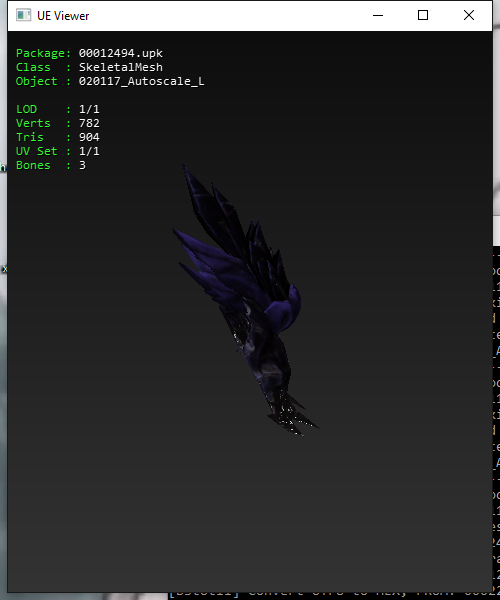 UE Viewer
Package: 00012494.upk
Class : SkeletalMesh
Object : 020117_Autoscale_L
LOD : 1/1
Verts : 782
Tris : 904
UV Set : 1/1
Bones : 3